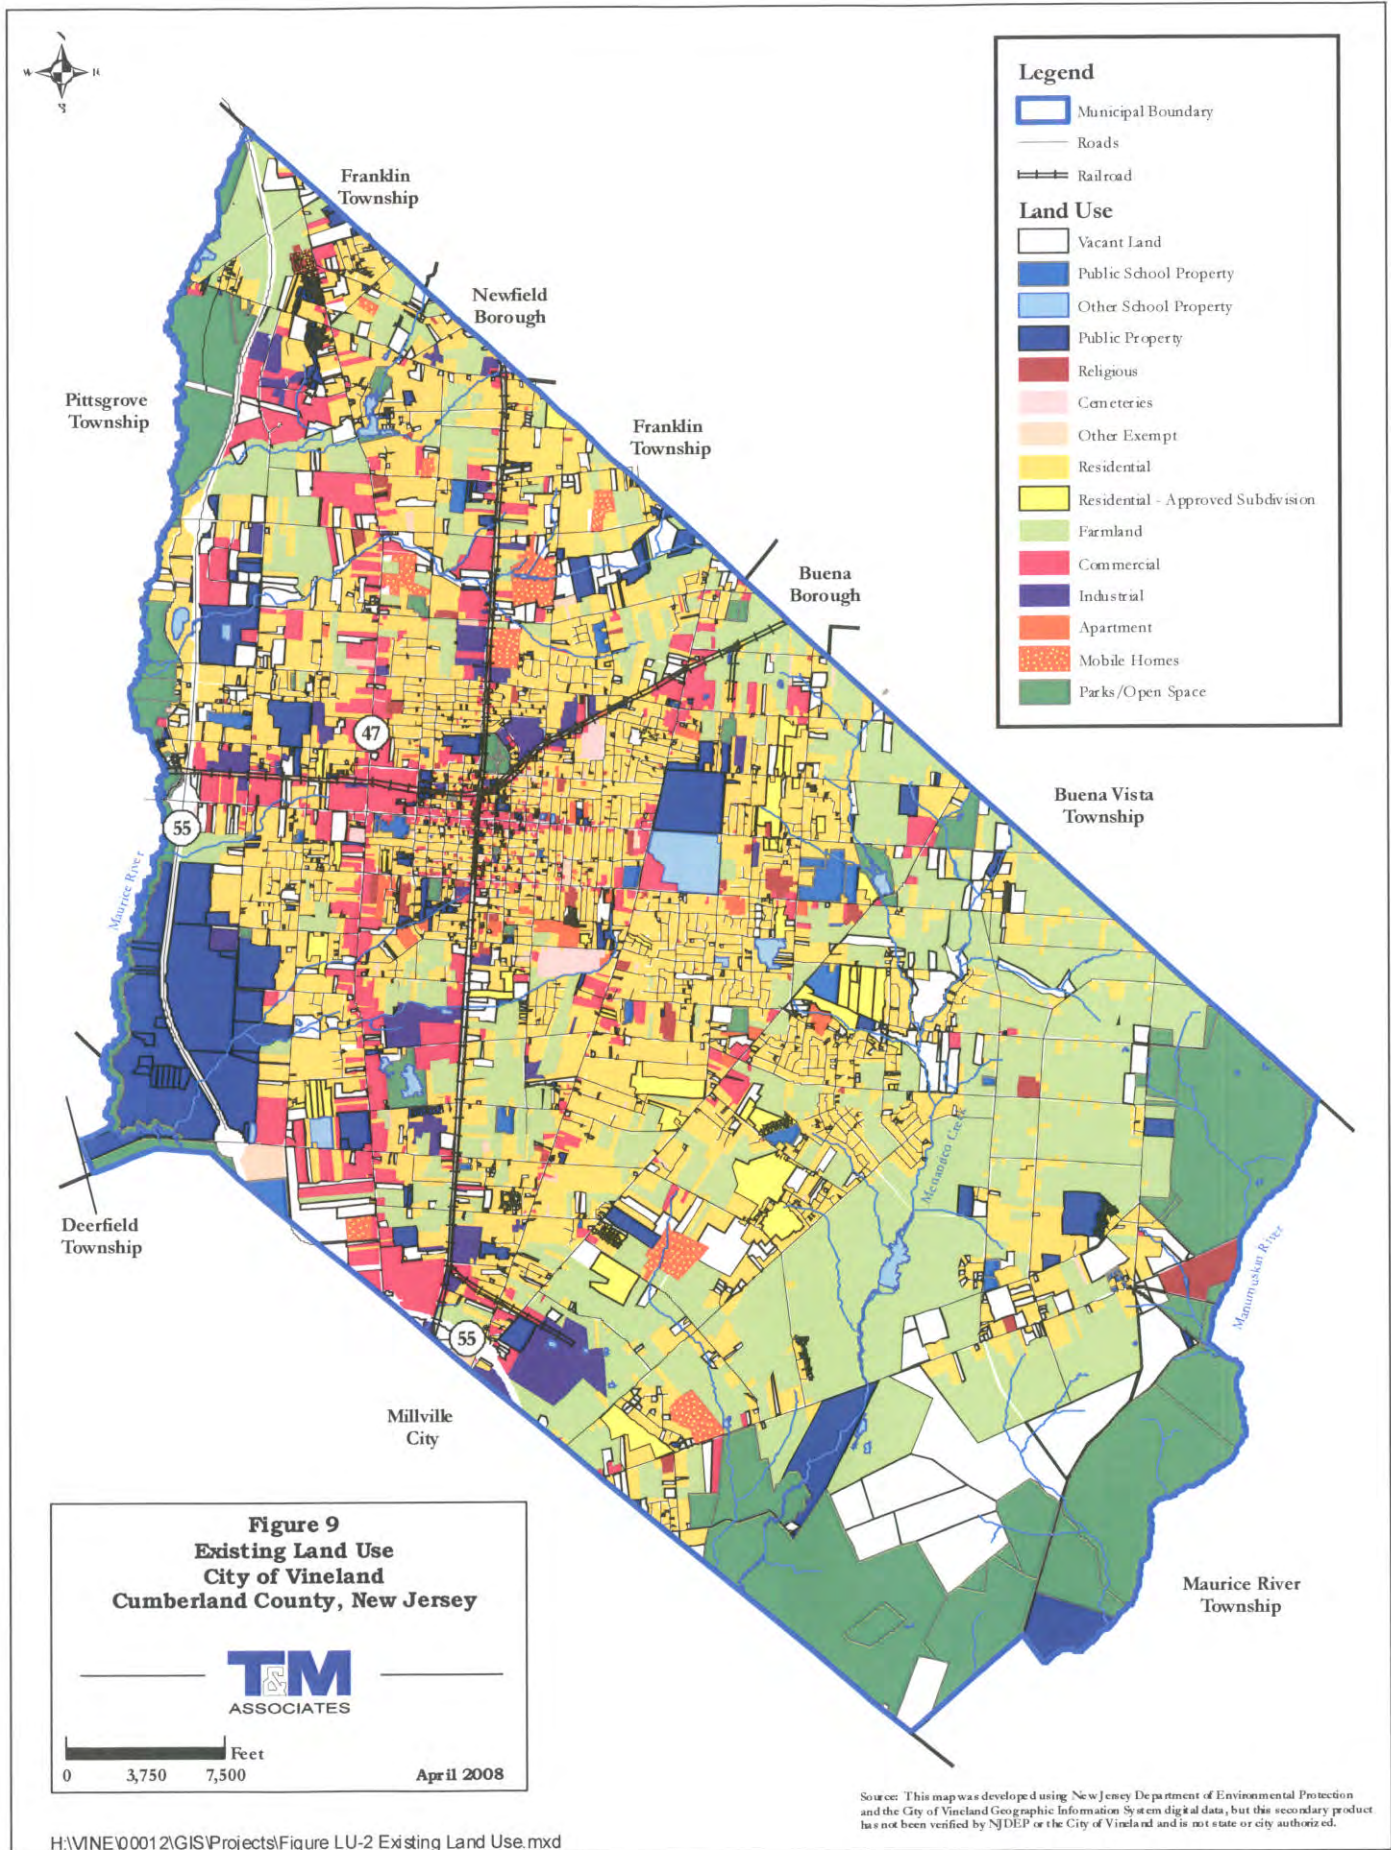 Legend
Municipal Boundary
Roads
Railroad
Land Use
Vacant Land
Public School Property
Other School Property
Public Property
Religious
Cemeteries
Other Exempt
Residential
Residential - Approved Subdivision
Farmland
Commercial
Industrial
Apartment
Mobile Homes
Parks/Open Space
Franklin
Township
Newfield
Borough
Pittsgrove
Township
Franklin
Township
Buena
Borough
47
Buena Vista
Township
55
Maurice River
Menantico Creek
Deerfield
Township
Manumuskin River
55
Millville
City
Maurice River
Township
Figure 9
Existing Land Use
City of Vineland
Cumberland County, New Jersey
T&M
ASSOCIATES
Feet
0 3,750 7,500
April 2008
Source: This map was developed using New Jersey Department of Environmental Protection
and the City of Vineland Geographic Information System digital data, but this secondary product
has not been verified by NJDEP or the City of Vineland and is not state or city authorized.
H:\VINE\00012\GIS\Projects\Figure LU-2 Existing Land Use.mxd